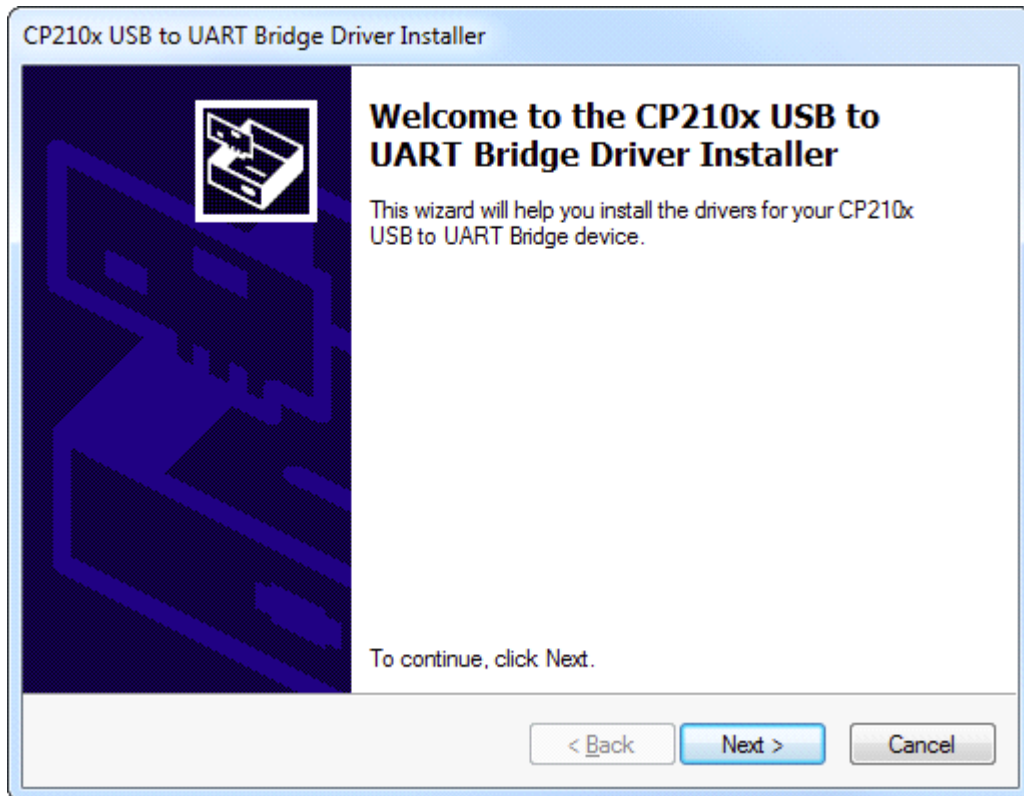 CP210x USB to UART Bridge Driver Installer
Welcome to the CP210x USB to
UART Bridge Driver Installer
This wizard will help you install the drivers for your CP210x
USB to UART Bridge device.
To continue, click Next.
< Back
Next >
Cancel